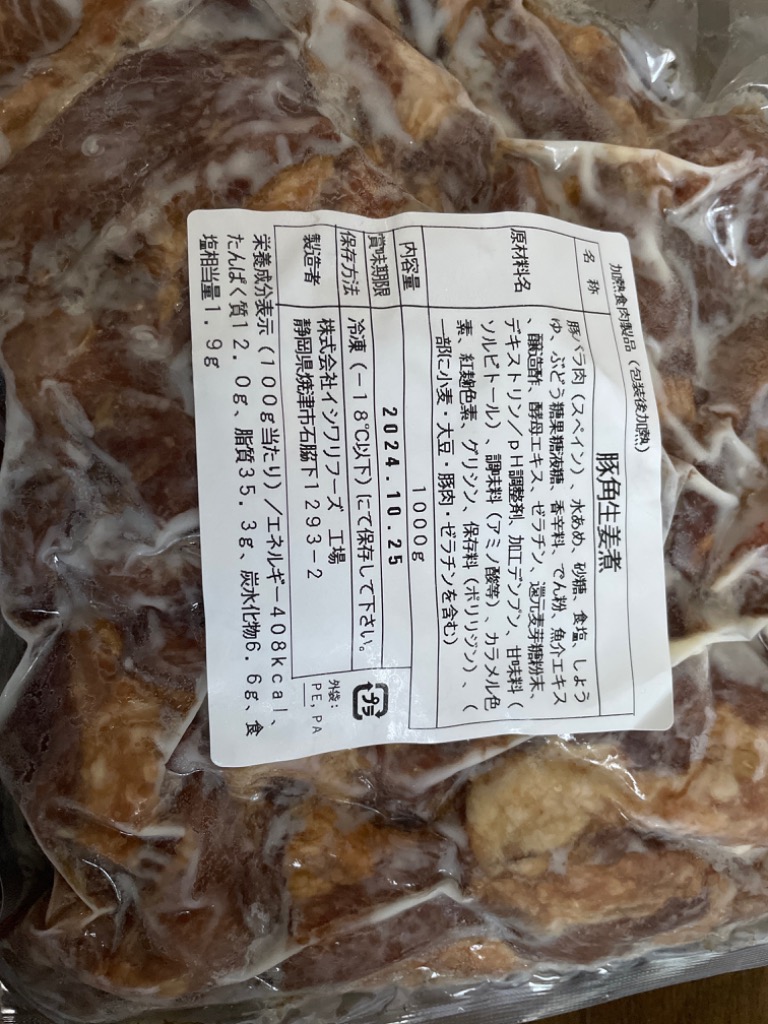 加熱食肉製品（包装後加熱）
名称
豚角生姜煮
原材料名
豚バラ肉（スペイン）、水あめ、砂糖、食塩、しょう
ゆ、ぶどう糖果糖液糖、香辛料、でん粉、魚介エキス
、醸造酢、酵母エキス、ゼラチン、還元麦芽糖粉末、
デキストリン／ｐＨ調整剤、加工デンプン、甘味料（
ソルビトール）、調味料（アミノ酸等）、カラメル色
素、紅麹色素、グリシン、保存料（ポリリジン）、（
一部に小麦・大豆・豚肉・ゼラチンを含む）
内容量
1000g
賞味期限
2024.10.25
保存方法
冷凍（－１８℃以下）にて保存して下さい。
製造者
株式会社イシワリフーズ 工場
静岡県焼津市石脇下１２９３－２
プラ
外袋:
PE,PA
栄養成分表示（１００ｇ当たり）／エネルギー４０８ｋｃａｌ、
たんぱく質１２．０ｇ、脂質３５．３ｇ、炭水化物６．６ｇ、食
塩相当量１．９ｇ